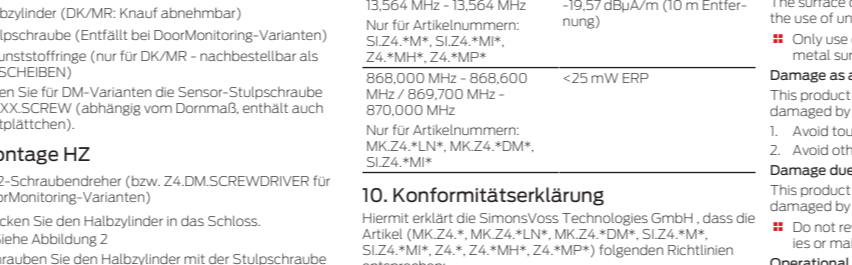 bzylinder (DK/MR: Knauf abnehmbar)
lpschraube (Entfällt bei DoorMonitoring-Varianten)
unststoffringe (nur für DK/MR - nachbestellbar als
SCHEIBEN)
en Sie für DM-Varianten die Sensor-Stulpschraube
XX.SCREW (abhängig vom Dornmaß, enthält auch
tplättchen).
ontage HZ
2-Schraubendreher (bzw. Z4.DM.SCREWDRIVER für
orMonitoring-Varianten)
cken Sie den Halbzylinder in das Schloss.
Siehe Abbildung 2
hrauben Sie den Halbzylinder mit der Stulpschraube
13,564 MHz - 13,564 MHz
Nur für Artikelnummern:
SI.Z4.*M*, SI.Z4.*MI*,
Z4.*MH*, Z4.*MP*
-19,57 dBµA/m (10 m Entfer-
nung)
868,000 MHz - 868,600
MHz / 869,700 MHz -
870,000 MHz
Nur für Artikelnummern:
MK.Z4.*LN*, MK.Z4.*DM*,
SI.Z4.*MI*
<25 mW ERP
10. Konformitätserklärung
Hiermit erklärt die SimonsVoss Technologies GmbH , dass die
Artikel (MK.Z4.*, MK.Z4.*LN*, MK.Z4.*DM*, SI.Z4.*M*,
SI.Z4.*MI*, Z4.*, Z4.*MH*, Z4.*MP*) folgenden Richtlinien
entsprechen:
The surface
the use of un
Only use
metal sur
Damage as a
This product
damaged by
1. Avoid tou
2. Avoid oth
Damage due
This product
damaged by
Do not re
ies or mai
Operational